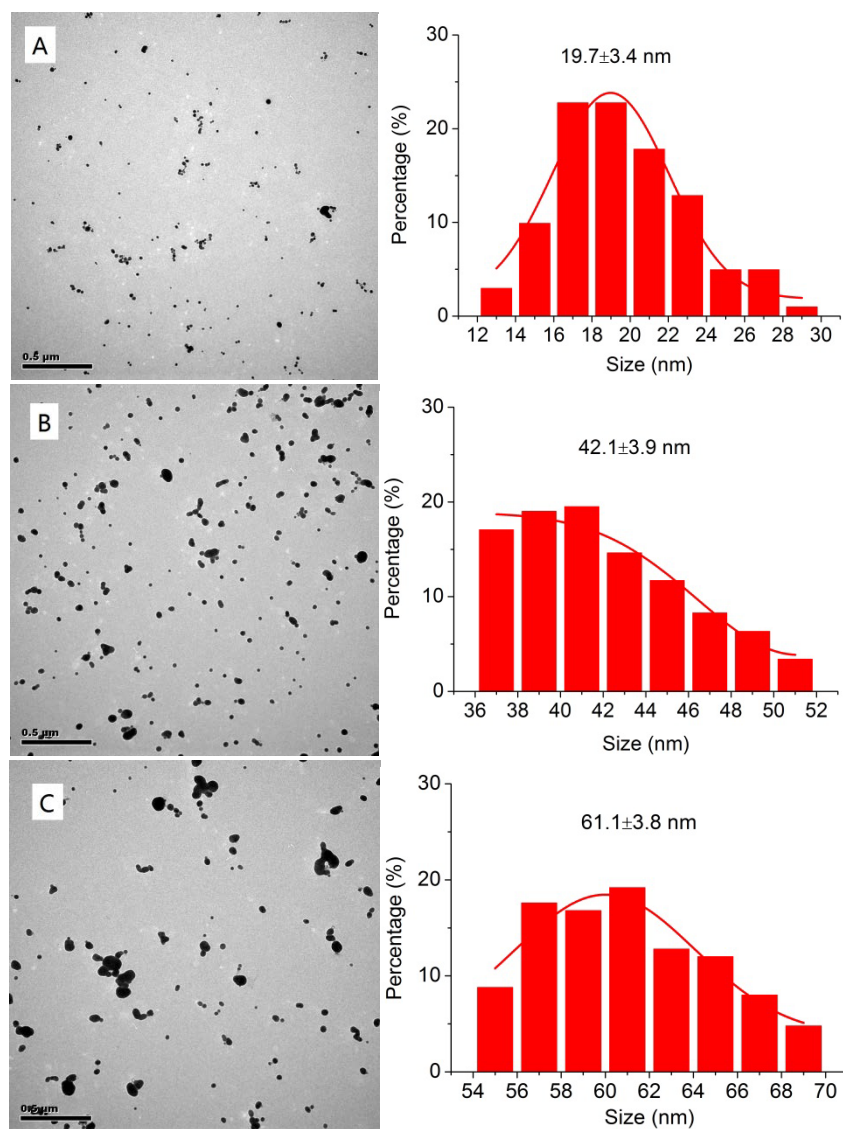 A
0.5 µm
30
20
10
0
Percentage (%)
19.7±3.4 nm
12 14 16 18 20 22 24 26 28 30
Size (nm)
B
0.5 µm
30
20
10
0
Percentage (%)
42.1±3.9 nm
36 38 40 42 44 46 48 50 52
Size (nm)
C
0.5 µm
30
20
10
0
Percentage (%)
61.1±3.8 nm
54 56 58 60 62 64 66 68 70
Size (nm)